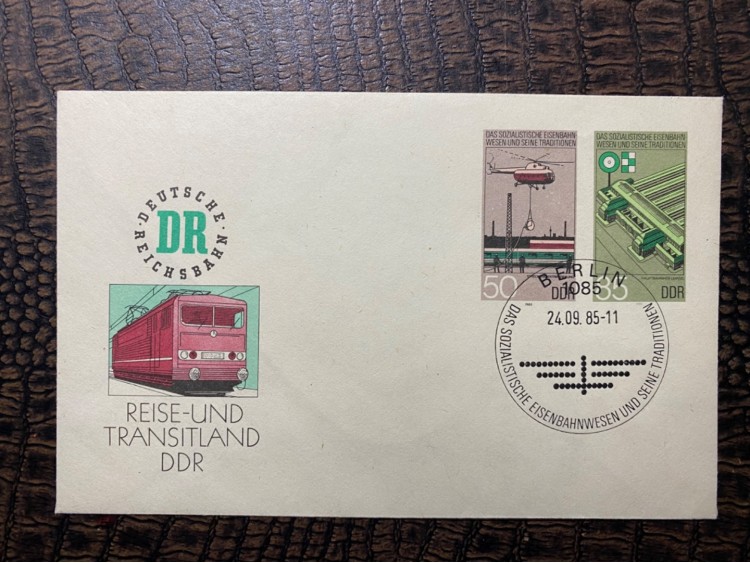 DAS SOZIALISTISCHE EISENBAHN
WESEN UND SEINE TRADITIONEN
50
DDR
DAS SOZIALISTISCHE EISENBAHN
WESEN UND SEINE TRADITIONEN
85
DDR
· DEUTSCHE ·
REICHSBAHN
DR
REISE-UND
TRANSITLAND
DDR
BERLIN
1085
24.09.85-11
DAS SOZIALISTISCHE EISENBAHNWESEN UND SEINE TRADITIONEN